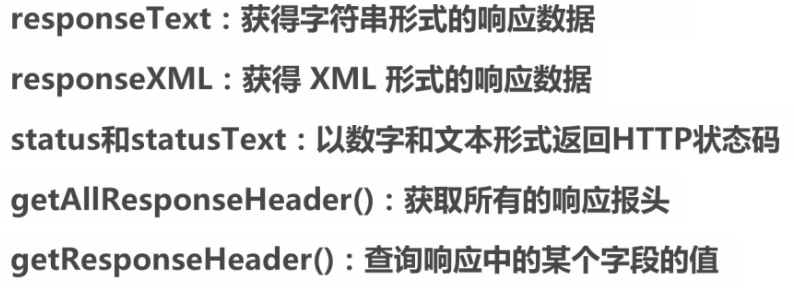 responseText：获得字符串形式的响应数据
responseXML：获得 XML 形式的响应数据
status和statusText：以数字和文本形式返回HTTP状态码
getAllResponseHeader()：获取所有的响应报头
getResponseHeader()：查询响应中的某个字段的值